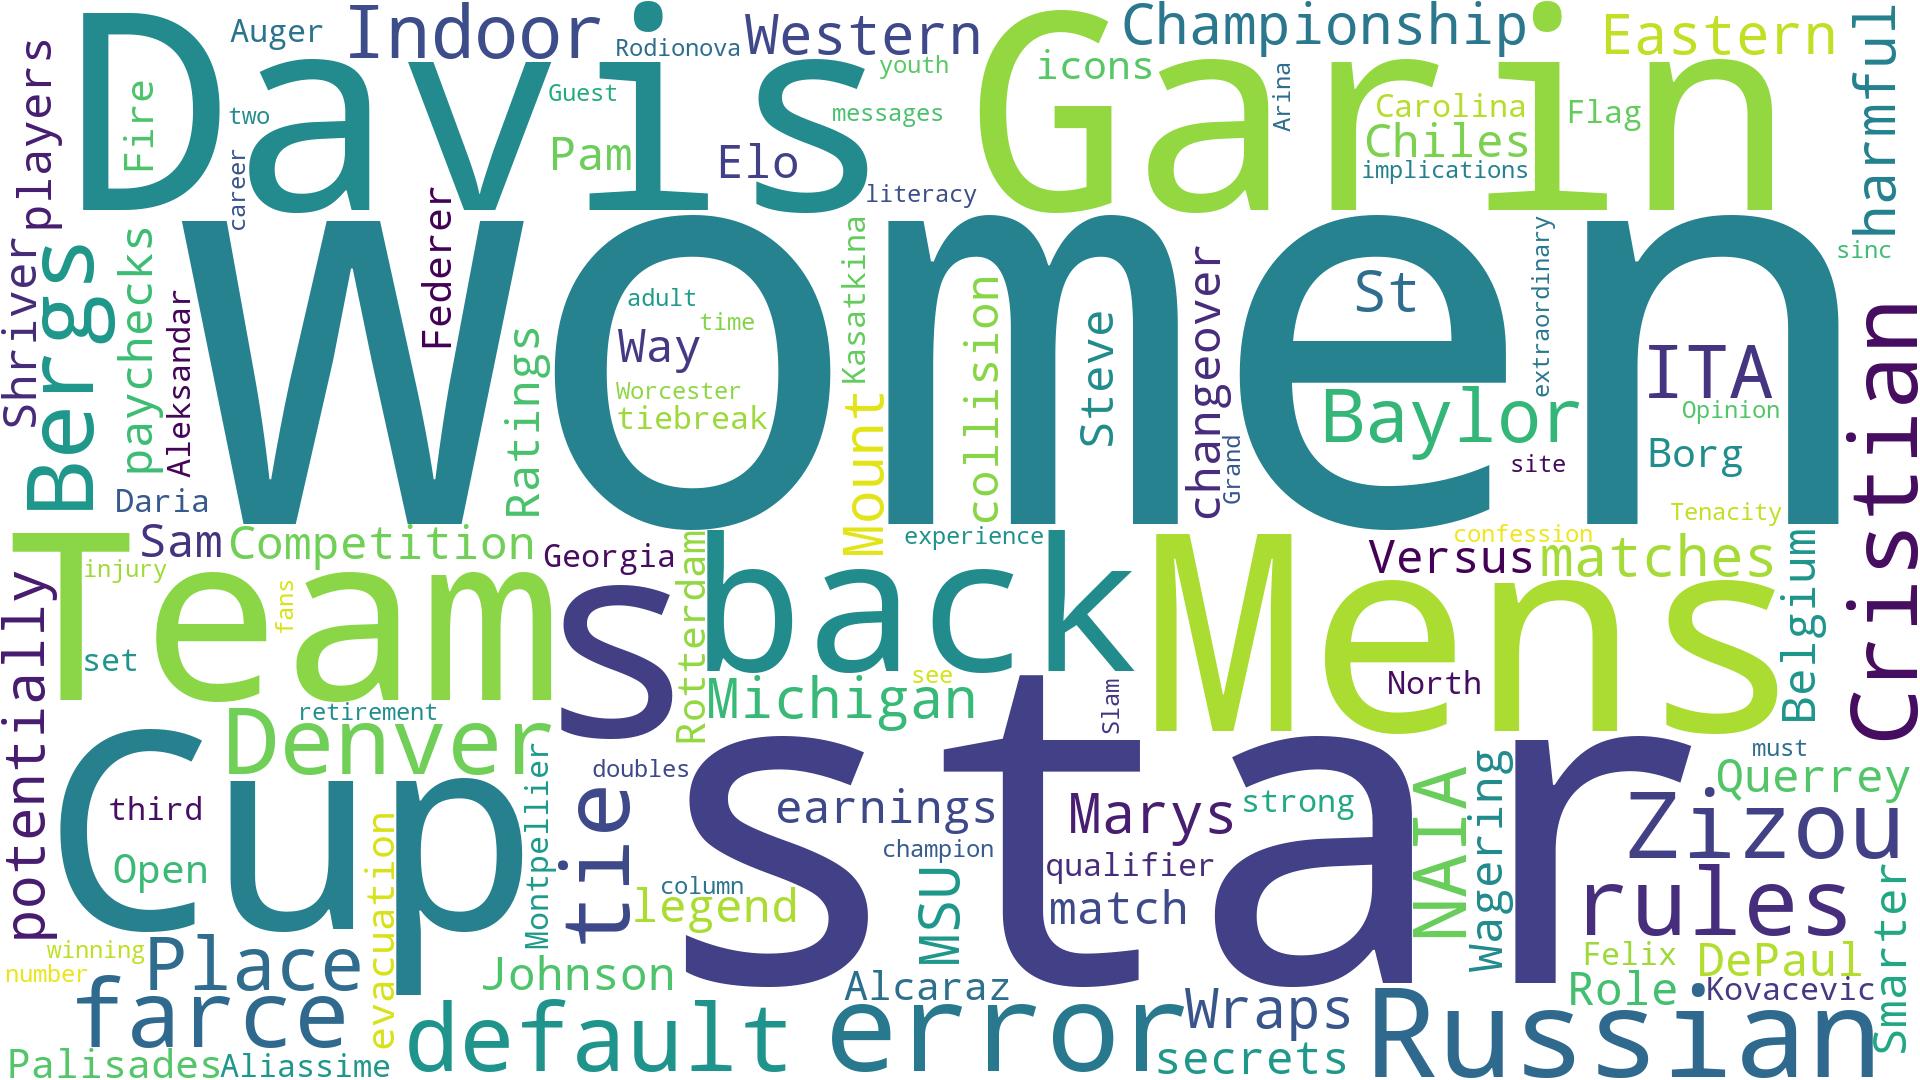 Auger
Indoor
Rodionova
Western
Championship
Eastern
harmful
players
Davis
Garin
Fire
two
Guest
youth
icons
messages
Arina
Carolina
Flag
Chiles
implications
Pam
Elo
literacy
career
Federer
Women
Shriver
Bergs
paychecks
Aleksandar
Ratings
adult
time
Way
Worcester
tiebreak
Kasatkina
Mount
collision
Steve
changeover
Grand
St
extraordinary
Baylor
ITA
Opinion
Borg
site
sinc
Cristian
Daria
Tenacity
Sam
Competition
Georgia
experience
confession
Versus
matches
Belgium
injury
fans
Team
s
back
Mens
Rotterdam
set
see
Michigan
Slam
North
potentially
retirement
Denver
Montpellier
must
Querrey
Cup
star
third
doubles
earnings
Marys
strong
NAIA
Wagering
Zizou
Open
evacuation
tie
champion
qualifier
column
legend
MSU
match
rules
Smarter
winning
number
Place
Johnson
Alcaraz
Felix
DePaul
Role
Kovacevic
farce
default
error
Wraps
Russian
Palisades
Aliassime
secrets